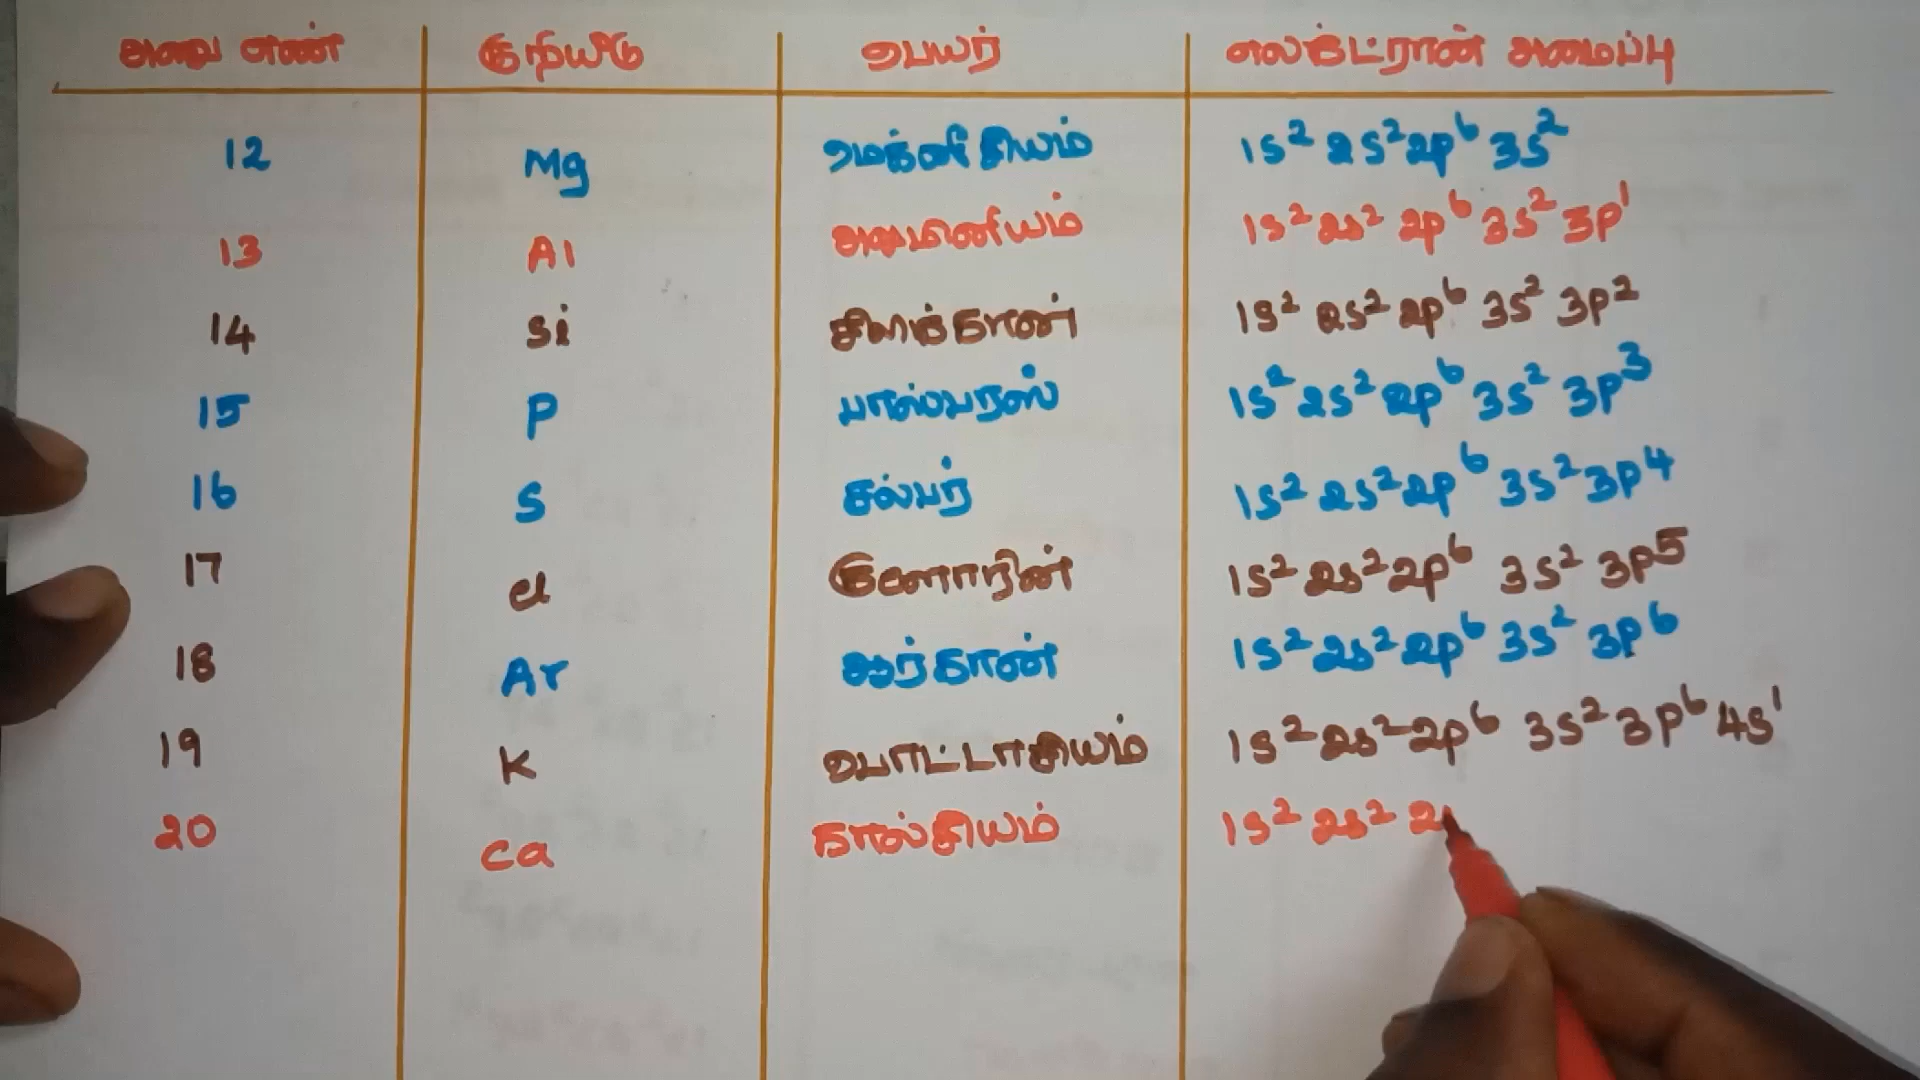 அணு எண் குறியீடு பெயர் எலக்ட்ரான் அமைப்பு
12 Mg மெக்னீசியம் 1s² 2s² 2p⁶ 3s²
13 Al அலுமினியம் 1s² 2s² 2p⁶ 3s² 3p¹
14 Si சிலிக்கான் 1s² 2s² 2p⁶ 3s² 3p²
15 P பாஸ்பரஸ் 1s² 2s² 2p⁶ 3s² 3p³
16 S சல்பர் 1s² 2s² 2p⁶ 3s² 3p⁴
17 Cl குளோரின் 1s² 2s² 2p⁶ 3s² 3p⁵
18 Ar ஆர்கான் 1s² 2s² 2p⁶ 3s² 3p⁶
19 K பொட்டாசியம் 1s² 2s² 2p⁶ 3s² 3p⁶ 4s¹
20 Ca கால்சியம் 1s² 2s² 2